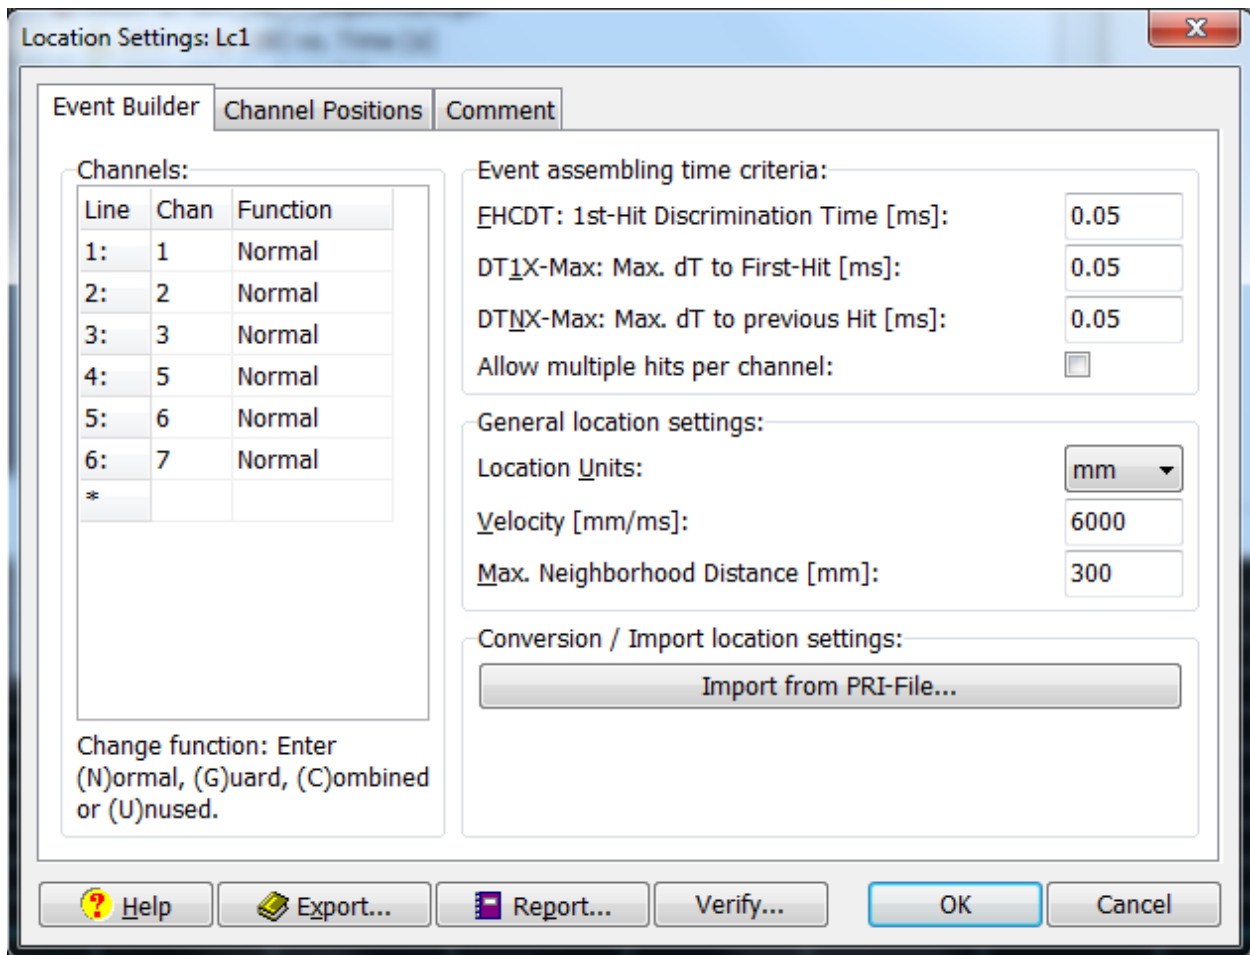 Location Settings: Lc1
Event Builder
Channel Positions
Comment
Channels:
Line Chan Function
1: 1 Normal
2: 2 Normal
3: 3 Normal
4: 5 Normal
5: 6 Normal
6: 7 Normal
*
Change function: Enter
(N)ormal, (G)uard, (C)ombined
or (U)nused.
Event assembling time criteria:
FHCDT: 1st-Hit Discrimination Time [ms]: 0.05
DT1X-Max: Max. dT to First-Hit [ms]: 0.05
DTNX-Max: Max. dT to previous Hit [ms]: 0.05
Allow multiple hits per channel:
General location settings:
Location Units: mm
Velocity [mm/ms]: 6000
Max. Neighborhood Distance [mm]: 300
Conversion / Import location settings:
Import from PRI-File...
Help
Export...
Report...
Verify...
OK
Cancel